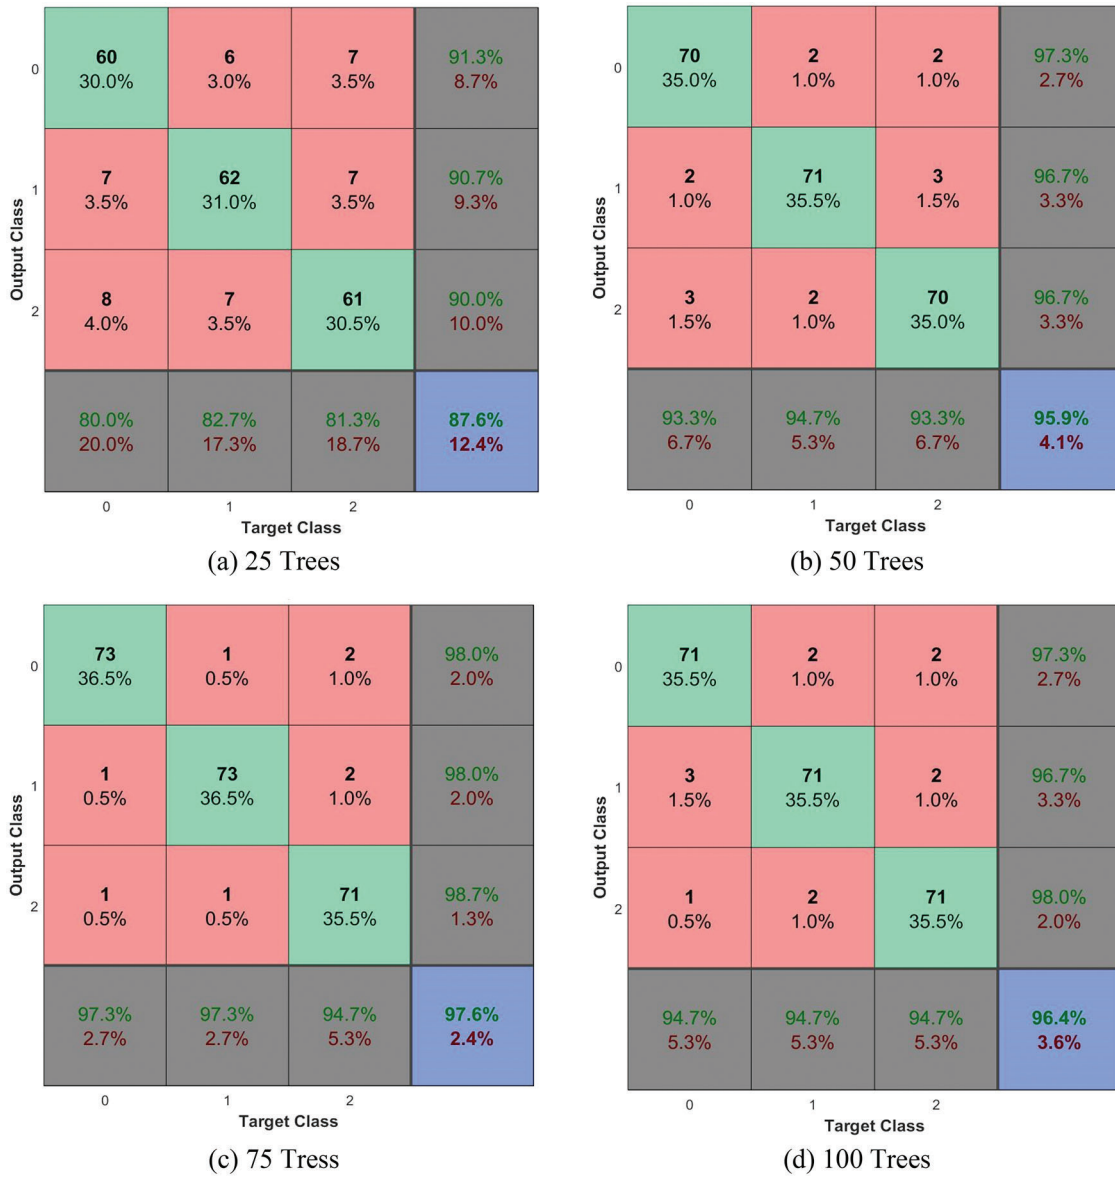 0
60 6 7 91.3%
30.0% 3.0% 3.5% 8.7%
1
7 62 7 90.7%
3.5% 31.0% 3.5% 9.3%
2
8 7 61 90.0%
4.0% 3.5% 30.5% 10.0%
80.0% 82.7% 81.3% 87.6%
20.0% 17.3% 18.7% 12.4%
0 1 2
Output Class
Target Class
(a) 25 Trees
0
70 2 2 97.3%
35.0% 1.0% 1.0% 2.7%
1
2 71 3 96.7%
1.0% 35.5% 1.5% 3.3%
2
3 2 70 96.7%
1.5% 1.0% 35.0% 3.3%
93.3% 94.7% 93.3% 95.9%
6.7% 5.3% 6.7% 4.1%
0 1 2
Output Class
Target Class
(b) 50 Trees
0
73 1 2 98.0%
36.5% 0.5% 1.0% 2.0%
1
1 73 2 98.0%
0.5% 36.5% 1.0% 2.0%
2
1 1 71 98.7%
0.5% 0.5% 35.5% 1.3%
97.3% 97.3% 94.7% 97.6%
2.7% 2.7% 5.3% 2.4%
0 1 2
Output Class
Target Class
(c) 75 Tress
0
71 2 2 97.3%
35.5% 1.0% 1.0% 2.7%
1
3 71 2 96.7%
1.5% 35.5% 1.0% 3.3%
2
1 2 71 98.0%
0.5% 1.0% 35.5% 2.0%
94.7% 94.7% 94.7% 96.4%
5.3% 5.3% 5.3% 3.6%
0 1 2
Output Class
Target Class
(d) 100 Trees